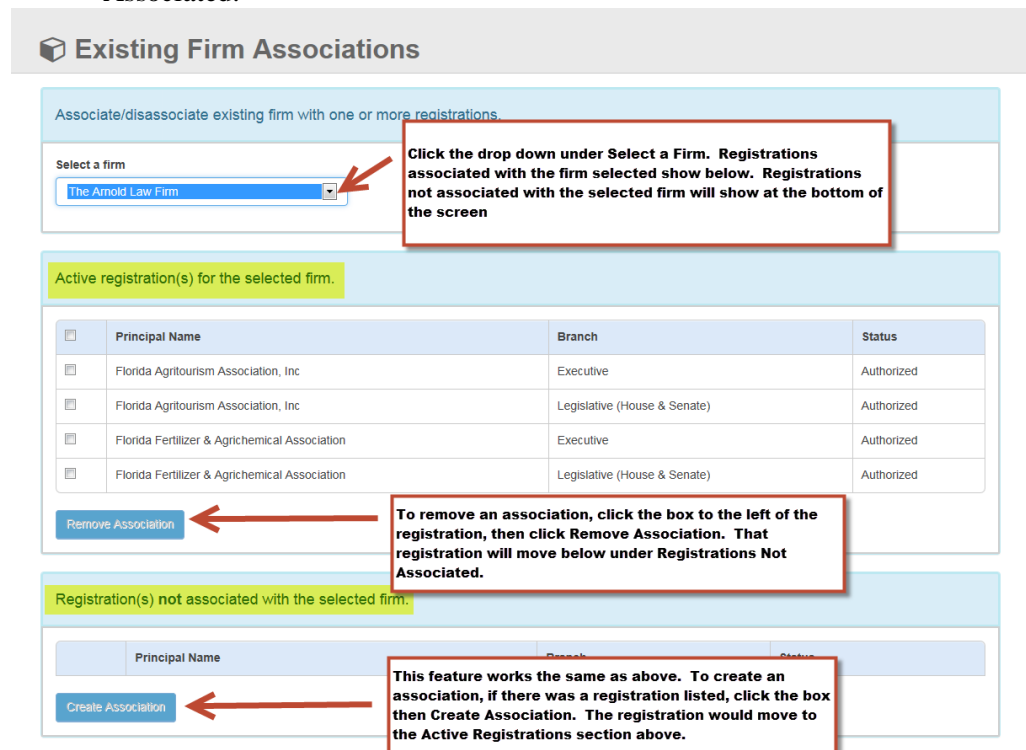 Associated.
Existing Firm Associations
Associate/disassociate existing firm with one or more registrations.
Click the drop down under Select a Firm. Registrations
associated with the firm selected show below. Registrations
not associated with the selected firm will show at the bottom of
the screen
Select a firm
The Arnold Law Firm
Active registration(s) for the selected firm.
Principal Name Branch Status
Florida Agritourism Association, Inc Executive Authorized
Florida Agritourism Association, Inc Legislative (House & Senate) Authorized
Florida Fertilizer & Agrichemical Association Executive Authorized
Florida Fertilizer & Agrichemical Association Legislative (House & Senate) Authorized
Remove Association
To remove an association, click the box to the left of the
registration, then click Remove Association. That
registration will move below under Registrations Not
Associated.
Registration(s) not associated with the selected firm.
Principal Name Branch Status
Create Association
This feature works the same as above. To create an
association, if there was a registration listed, click the box
then Create Association. The registration would move to
the Active Registrations section above.